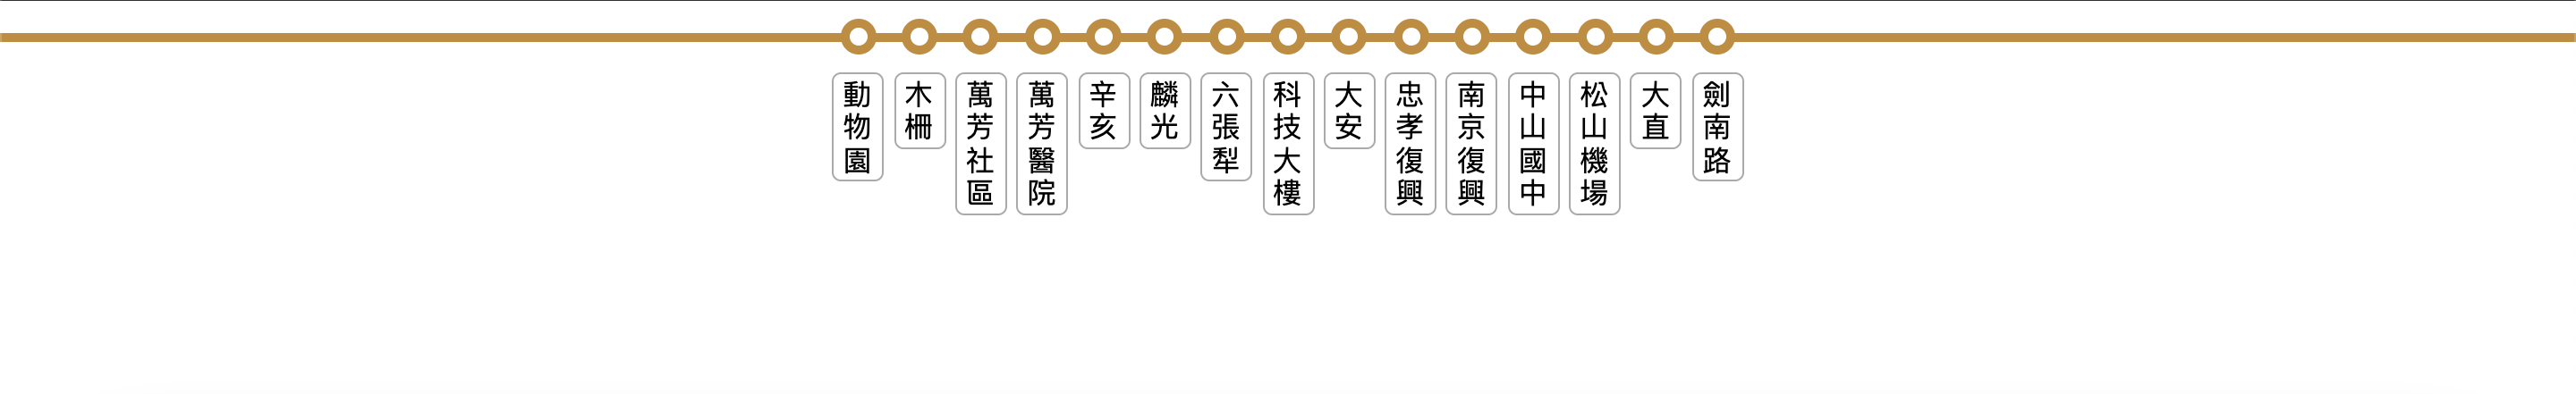 動物園
木柵
萬芳社區
萬芳醫院
辛亥
麟光
六張犁
科技大樓
大安
忠孝復興
南京復興
中山國中
松山機場
大直
劍南路